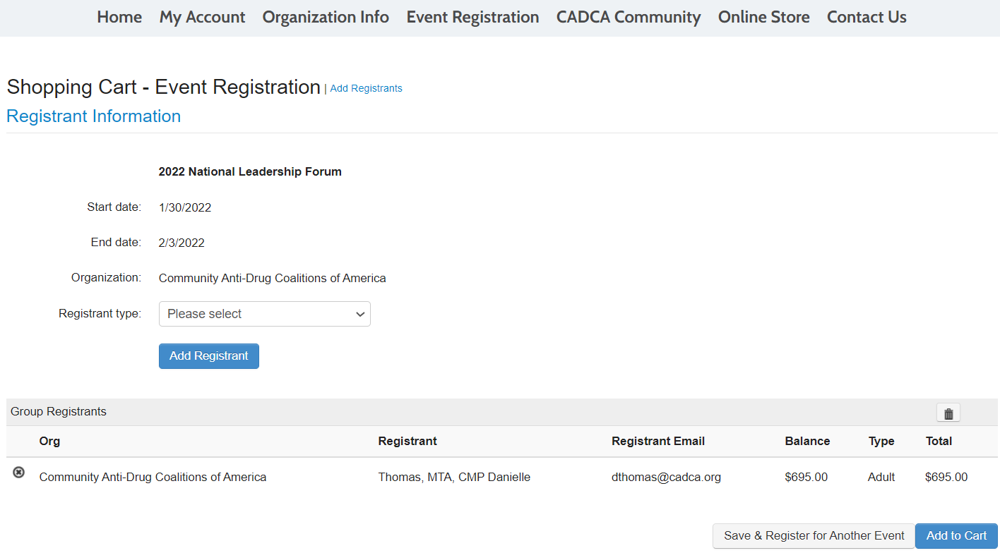 Home My Account Organization Info Event Registration CADCA Community Online Store Contact Us
Shopping Cart - Event Registration | Add Registrants
Registrant Information
2022 National Leadership Forum
Start date: 1/30/2022
End date: 2/3/2022
Organization: Community Anti-Drug Coalitions of America
Registrant type: Please select
Add Registrant
Group Registrants
Org Registrant Registrant Email Balance Type Total
Community Anti-Drug Coalitions of America Thomas, MTA, CMP Danielle dthomas@cadca.org $695.00 Adult $695.00
Save & Register for Another Event Add to Cart